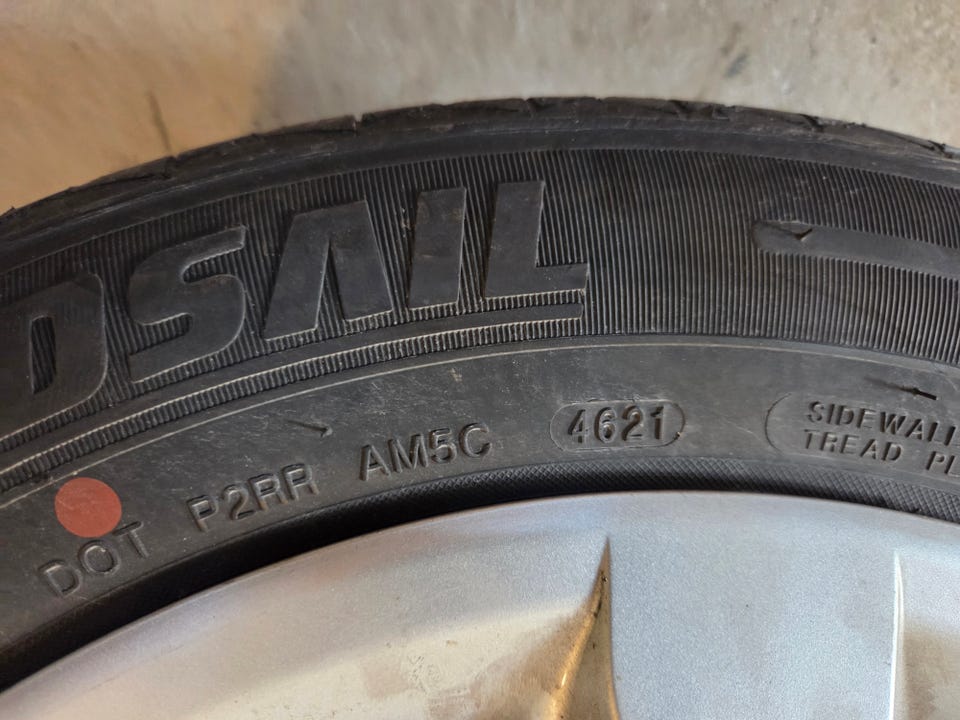 DSAIL
DOT P2RR AM5C 4621
SIDEWALL
TREAD PL